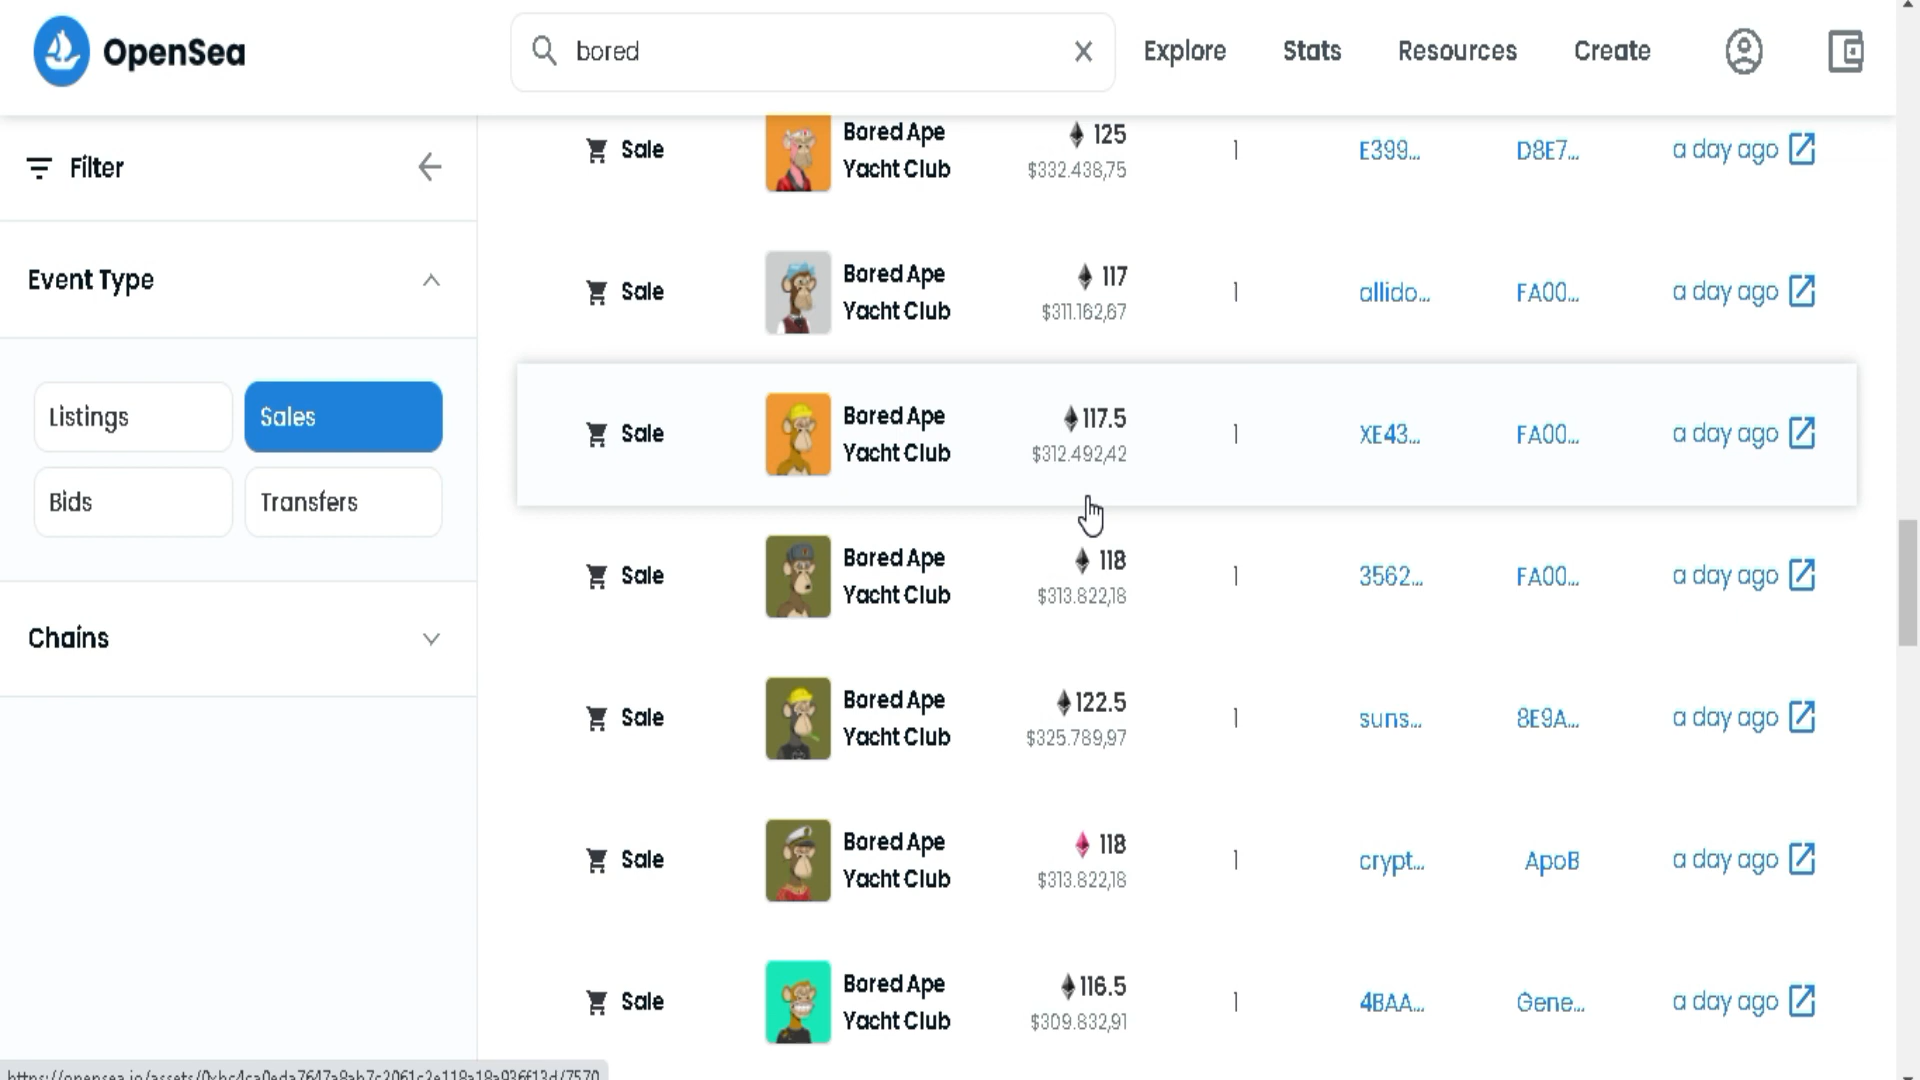 OpenSea
bored
Explore
Stats
Resources
Create
Filter
Event Type
Listings
Sales
Bids
Transfers
Chains
Sale
Bored Ape
Yacht Club
125
$332.438,75
1
E399...
D8E7...
a day ago
Sale
Bored Ape
Yacht Club
117
$311.162,67
1
allido...
FA00...
a day ago
Sale
Bored Ape
Yacht Club
117.5
$312.492,42
1
XE43...
FA00...
a day ago
Sale
Bored Ape
Yacht Club
118
$313.822,18
1
3562...
FA00...
a day ago
Sale
Bored Ape
Yacht Club
122.5
$325.789,97
1
suns...
8E9A...
a day ago
Sale
Bored Ape
Yacht Club
118
$313.822,18
1
crypt...
ApoB
a day ago
Sale
Bored Ape
Yacht Club
116.5
$309.832,91
1
4BAA...
Gene...
a day ago